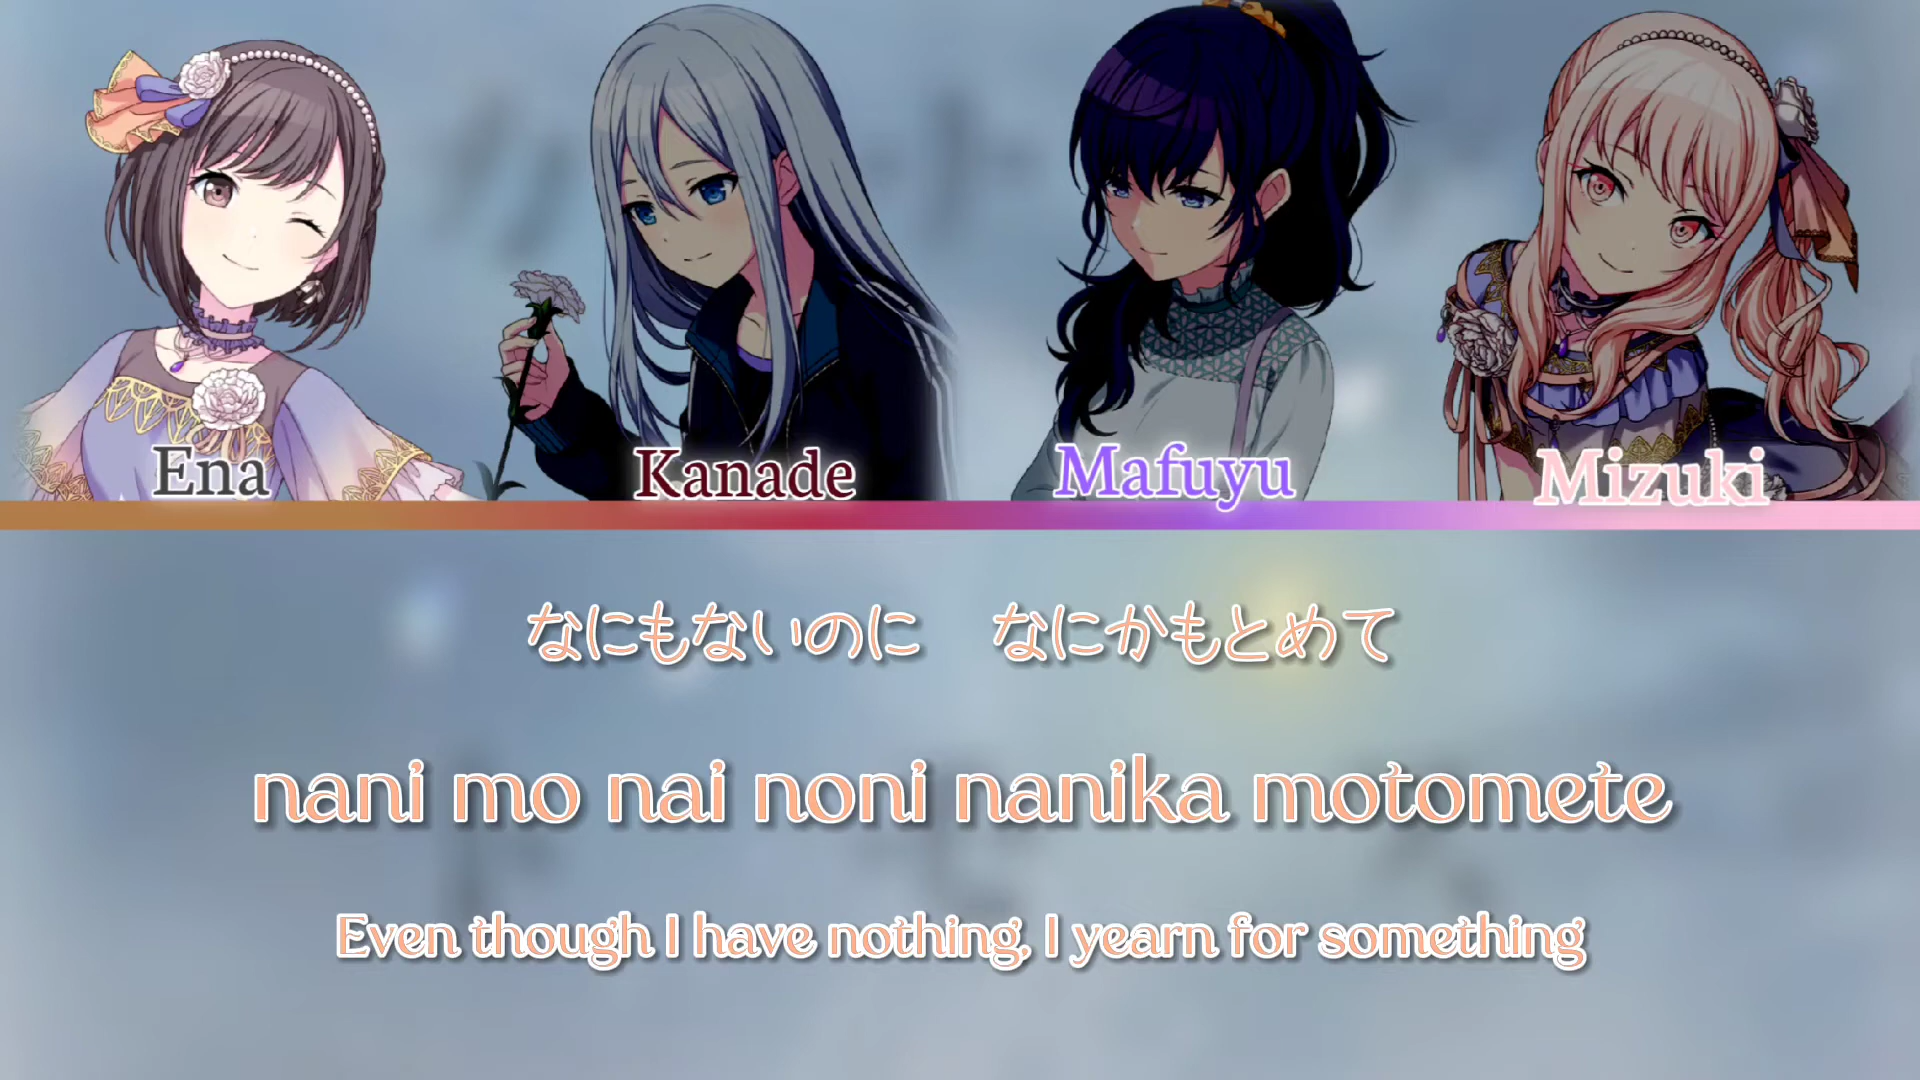 Ena Kanade Mafuyu Mizuki
なにもないのに　なにかもとめて
nani mo nai noni nanika motomete
Even though I have nothing, I yearn for something